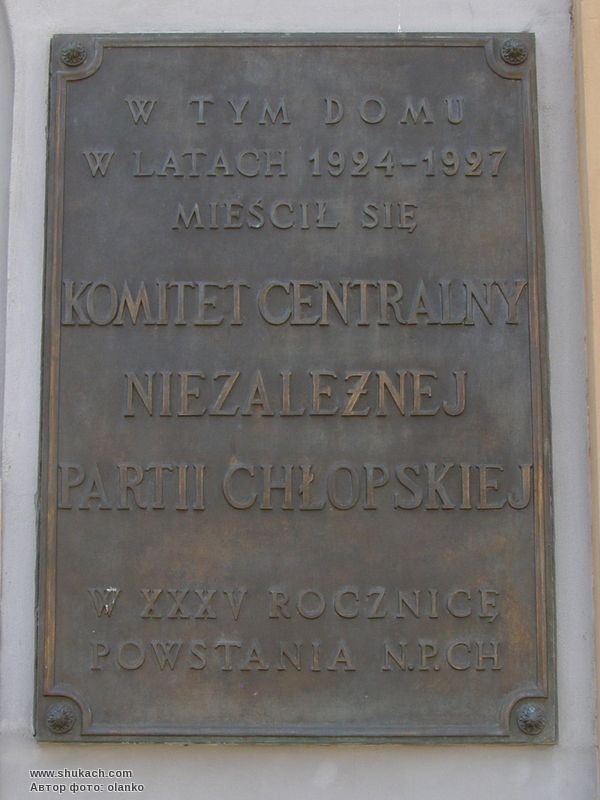 W TYM DOMU
W LATACH 1924-1927
MIEŚCIŁ SIĘ
KOMITET CENTRALNY
NIEZALEŻNEJ
PARTII CHŁOPSKIEJ
W XXXV ROCZNICĘ
POWSTANIA N.P.CH
www.shukach.com
Автор фото: olanko